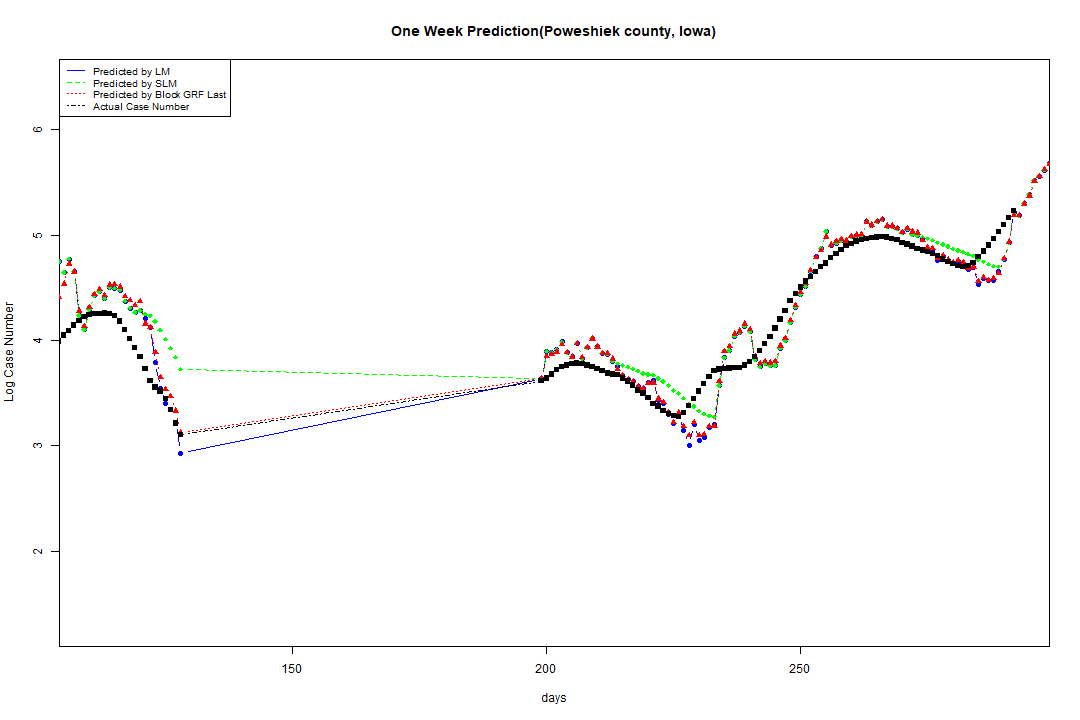 One Week Prediction(Poweshiek county, Iowa)
Predicted by LM
Predicted by SLM
Predicted by Block GRF Last
Actual Case Number
6
5
4
3
2
Log Case Number
150
200
250
days